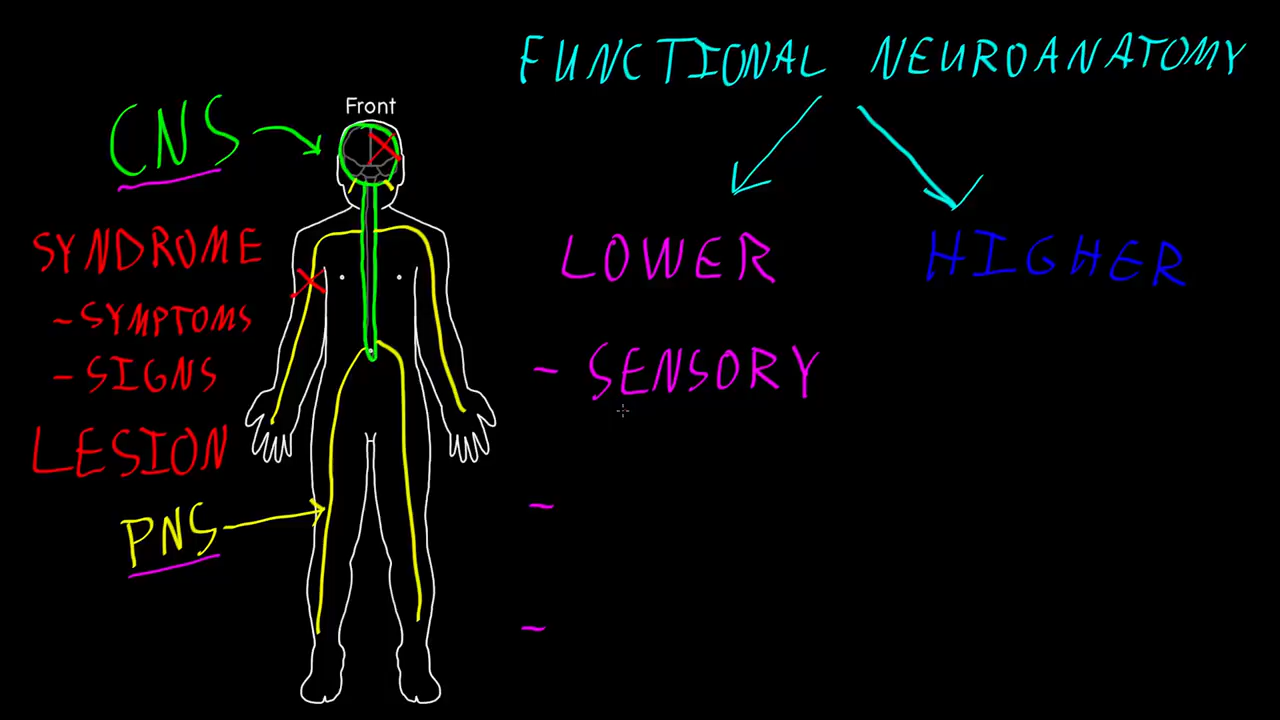 FUNCTIONAL NEUROANATOMY
Front
CNS
LOWER
HIGHER
SYNDROME
- SYMPTOMS
- SIGNS
LESION
PNS
- SENSORY
-
-